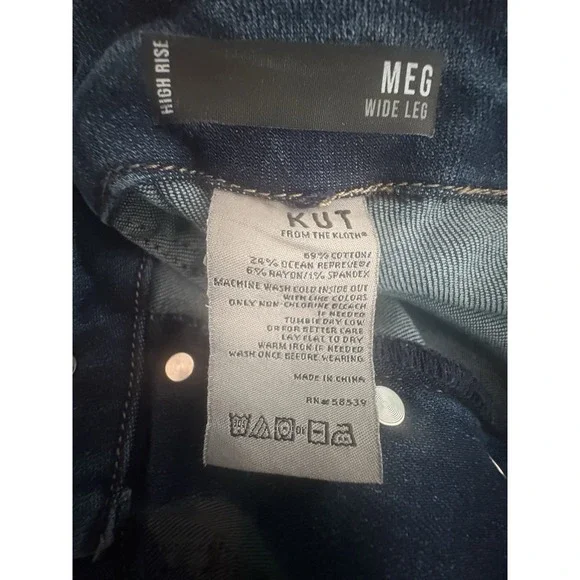 HIGH RISE
MEG
WIDE LEG
KUT
FROM THE KLOTH®
69% COTTON/
24% OCEAN REPREVE®/
6% RAYON/1% SPANDEX
MACHINE WASH COLD INSIDE OUT
WITH LIKE COLORS
ONLY NON-CHLORINE BLEACH
IF NEEDED
TUMBLE DRY LOW
OR FOR BETTER CARE
LAY FLAT TO DRY
WARM IRON IF NEEDED
WASH ONCE BEFORE WEARING
MADE IN CHINA
RN# 58539
OR